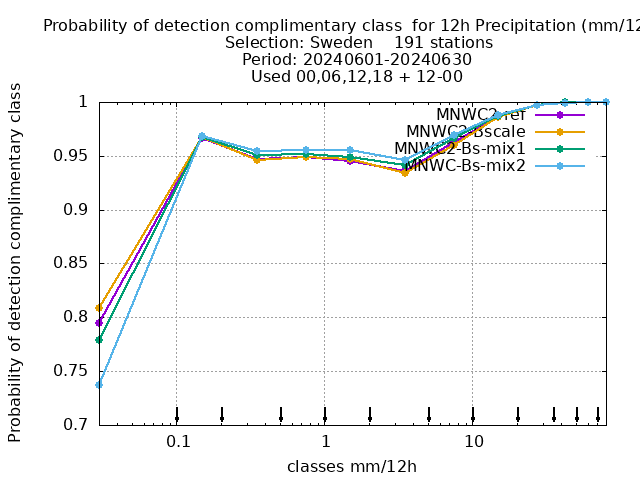 Probability of detection complimentary class  for 12h Precipitation (mm/12
Selection: Sweden    191 stations
Period: 20240601-20240630
Used 00,06,12,18 + 12-00
Probability of detection complimentary class
1
0.95
0.9
0.85
0.8
0.75
0.7
MNWC2-ref
MNWC2-Bscale
MNWC2-Bs-mix1
MNWC-Bs-mix2
0.1
1
10
classes mm/12h